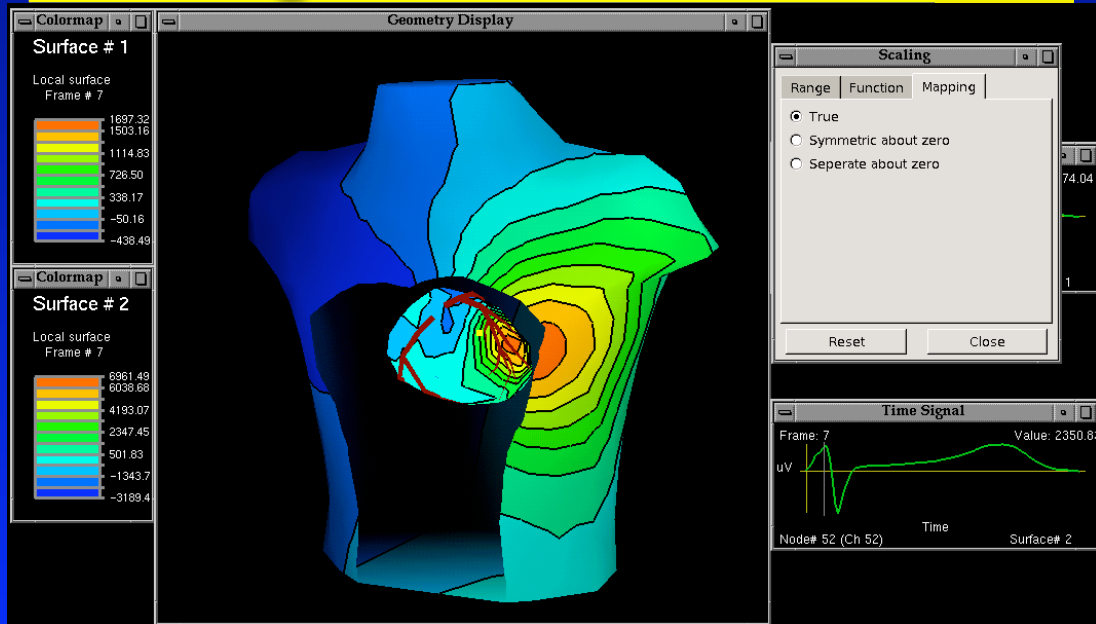 Colormap
Surface # 1
Local surface
Frame # 7
1697.32
1503.16
1114.83
726.50
338.17
-50.16
-438.49
Colormap
Surface # 2
Local surface
Frame # 7
6961.49
6038.68
4193.07
2347.45
501.83
-1343.7
-3189.4
Geometry Display
Scaling
Range Function Mapping
True
Symmetric about zero
Seperate about zero
Reset Close
74.04
1
Time Signal
Frame: 7 Value: 2350.83
uV
Time
Node# 52 (Ch 52) Surface# 2